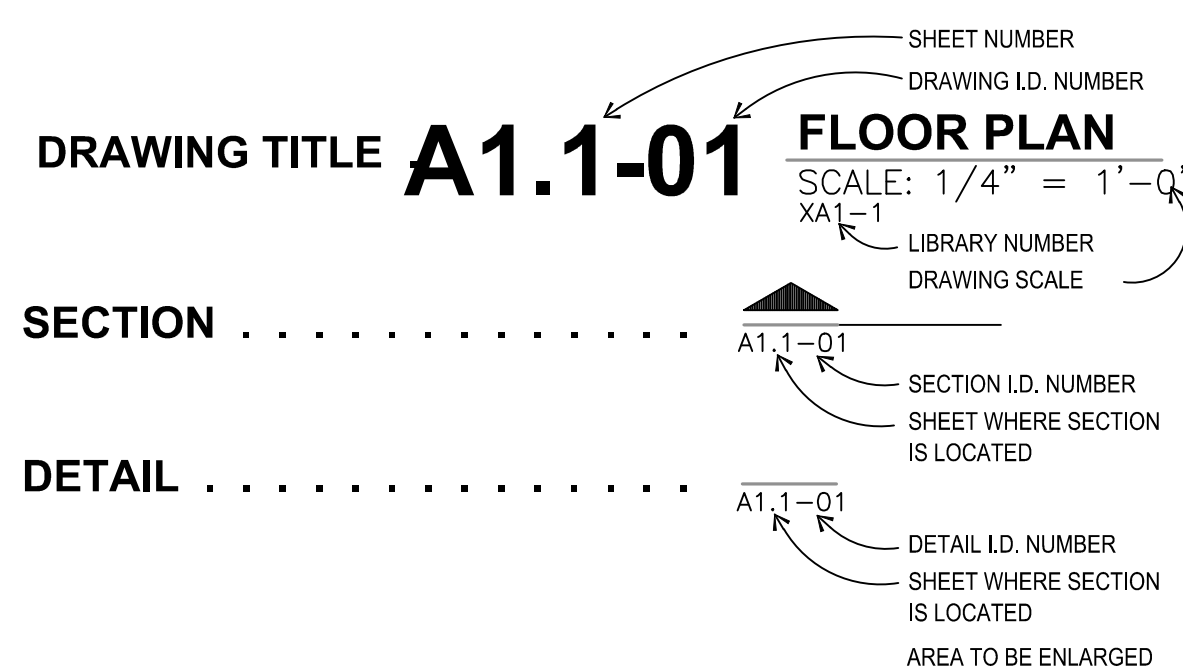 SHEET NUMBER
DRAWING I.D. NUMBER
DRAWING TITLE A1.1-01 FLOOR PLAN
SCALE: 1/4” = 1’-0’
XA1-1
LIBRARY NUMBER
DRAWING SCALE
SECTION . . . . . . . . . . . . .
A1.1-01
SECTION I.D. NUMBER
SHEET WHERE SECTION
IS LOCATED
DETAIL . . . . . . . . . . . . . .
A1.1-01
DETAIL I.D. NUMBER
SHEET WHERE SECTION
IS LOCATED
AREA TO BE ENLARGED